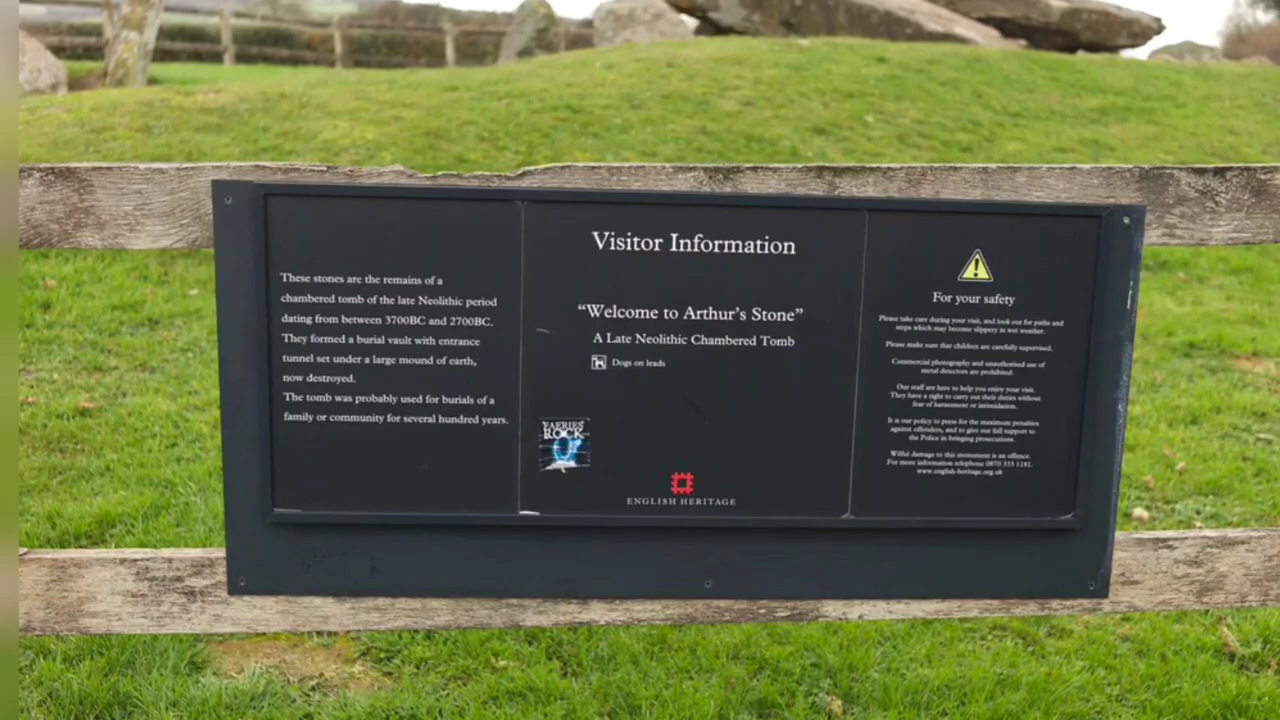 These stones are the remains of a
chambered tomb of the late Neolithic period
dating from between 3700BC and 2700BC.
They formed a burial vault with entrance
tunnel set under a large mound of earth,
now destroyed.
The tomb was probably used for burials of a
family or community for several hundred years.
Visitor Information
“Welcome to Arthur’s Stone”
A Late Neolithic Chambered Tomb
Dogs on leads
FAERIES
ROCK
ENGLISH HERITAGE
For your safety
Please take care during your visit, and look out for paths and
steps which may become slippery in wet weather.
Please make sure that children are carefully supervised.
Commercial photography and unauthorised use of
metal detectors are prohibited.
Our staff are here to help you enjoy your visit.
They have a right to carry out their duties without
fear of harassment or intimidation.
It is our policy to press for the maximum penalties
against offenders, and to give our full support to
the Police in bringing prosecutions.
Wilful damage to this monument is an offence.
For more information telephone 0870 333 1181.
www.english-heritage.org.uk